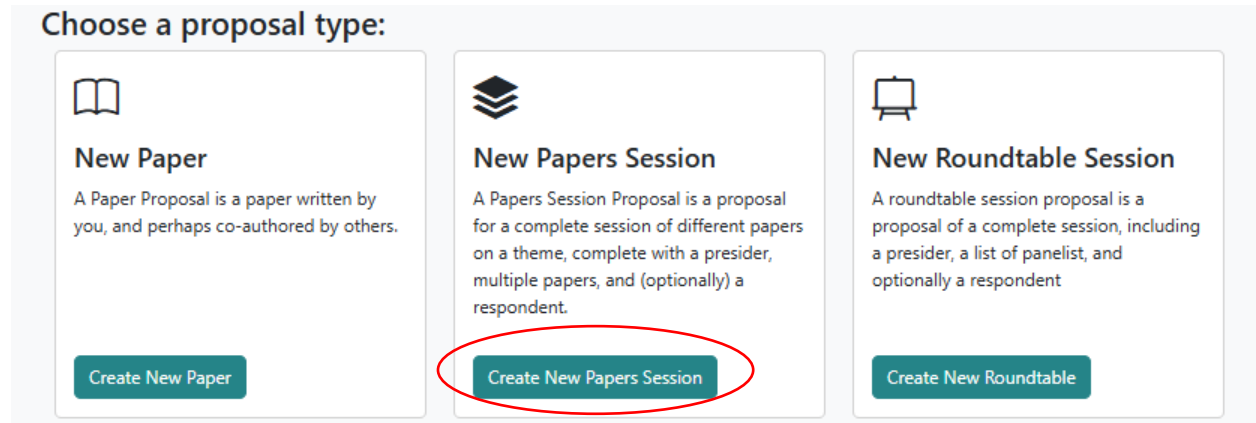 Choose a proposal type:
New Paper
A Paper Proposal is a paper written by
you, and perhaps co-authored by others.
Create New Paper
New Papers Session
A Papers Session Proposal is a proposal
for a complete session of different papers
on a theme, complete with a presider,
multiple papers, and (optionally) a
respondent.
Create New Papers Session
New Roundtable Session
A roundtable session proposal is a
proposal of a complete session, including
a presider, a list of panelist, and
optionally a respondent
Create New Roundtable